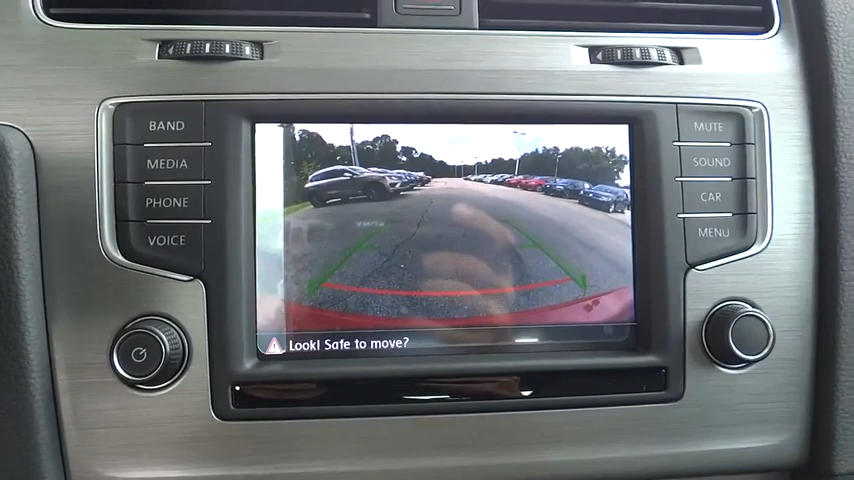 BAND
MEDIA
PHONE
VOICE
MUTE
SOUND
CAR
MENU
Look! Safe to move?